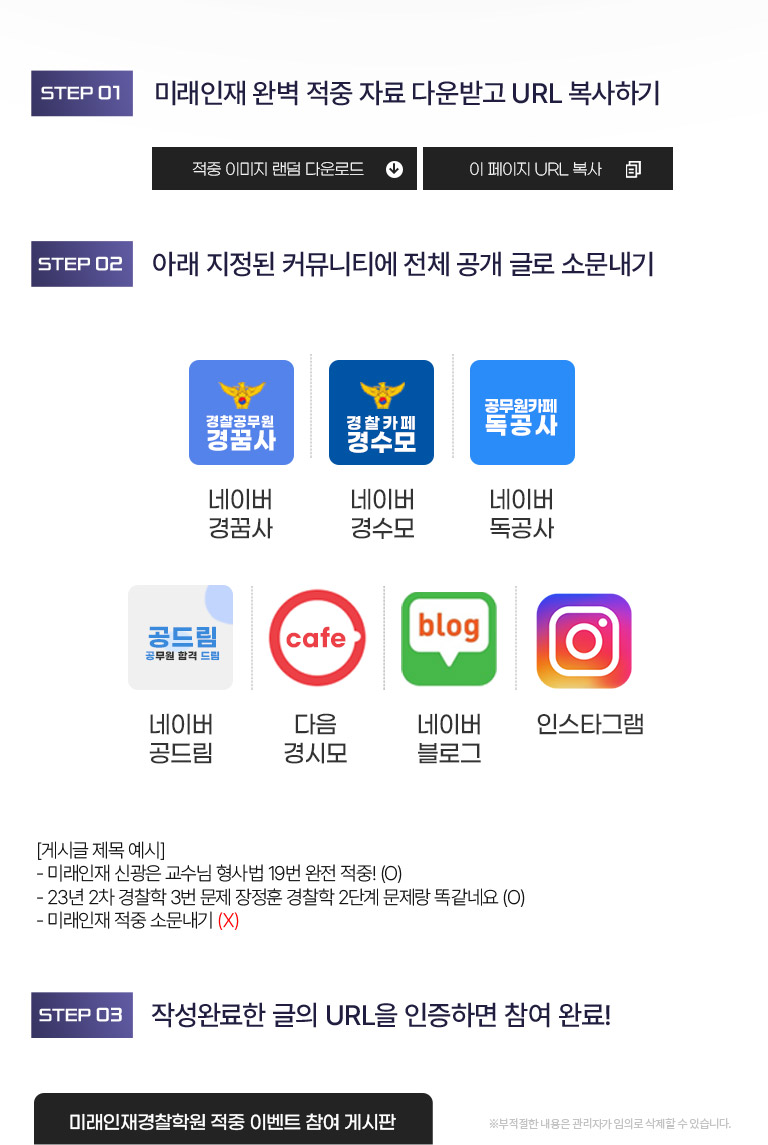 STEP 01
미래인재 완벽 적중 자료 다운받고 URL 복사하기
적중 이미지 랜덤 다운로드
이 페이지 URL 복사
STEP 02
아래 지정된 커뮤니티에 전체 공개 글로 소문내기
경찰공무원
경꿈사
경찰카페
경수모
공무원카페
독공사
네이버
경꿈사
네이버
경수모
네이버
독공사
공드림
공무원 합격 드림
cafe
blog
네이버
공드림
다음
경시모
네이버
블로그
인스타그램
[게시글 제목 예시]
- 미래인재 신광은 교수님 형사법 19번 완전 적중! (O)
- 23년 2차 경찰학 3번 문제 장정훈 경찰학 2단계 문제랑 똑같네요 (O)
- 미래인재 적중 소문내기 (X)
STEP 03
작성완료한 글의 URL을 인증하면 참여 완료!
미래인재경찰학원 적중 이벤트 참여 게시판
※부적절한 내용은 관리자가 임의로 삭제할 수 있습니다.